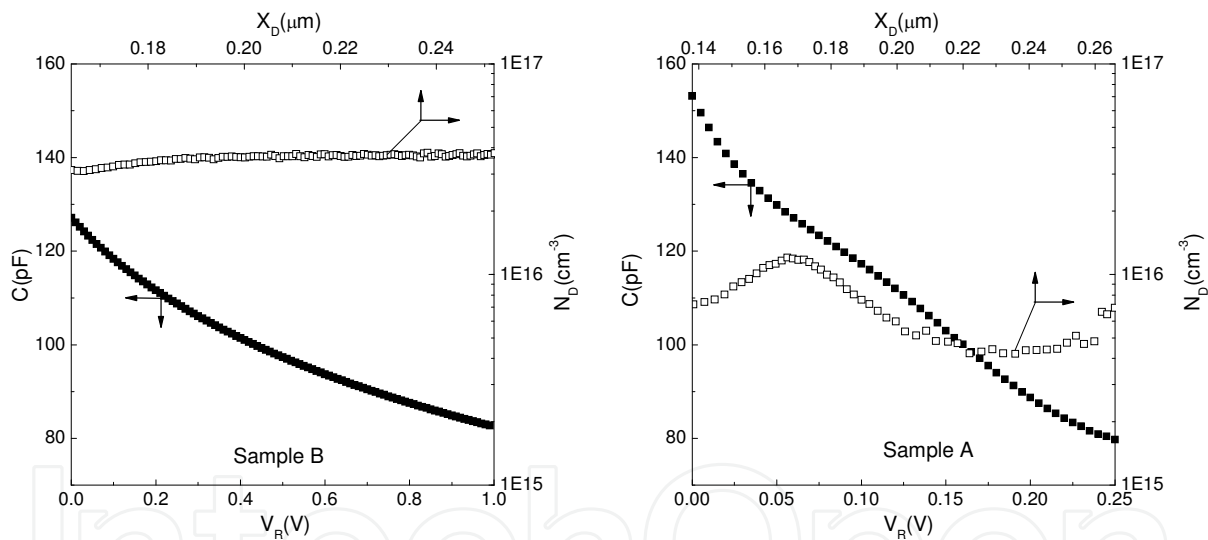 X_D(μm)
0.18 0.20 0.22 0.24
160
140
120
100
80
C(pF)
1E17
1E16
1E15
N_D(cm⁻³)
Sample B
0.0 0.2 0.4 0.6 0.8 1.0
V_R(V)
X_D(μm)
0.14 0.16 0.18 0.20 0.22 0.24 0.26
160
140
120
100
80
C(pF)
1E17
1E16
1E15
N_D(cm⁻³)
Sample A
0.00 0.05 0.10 0.15 0.20 0.25
V_R(V)
IntechOpen